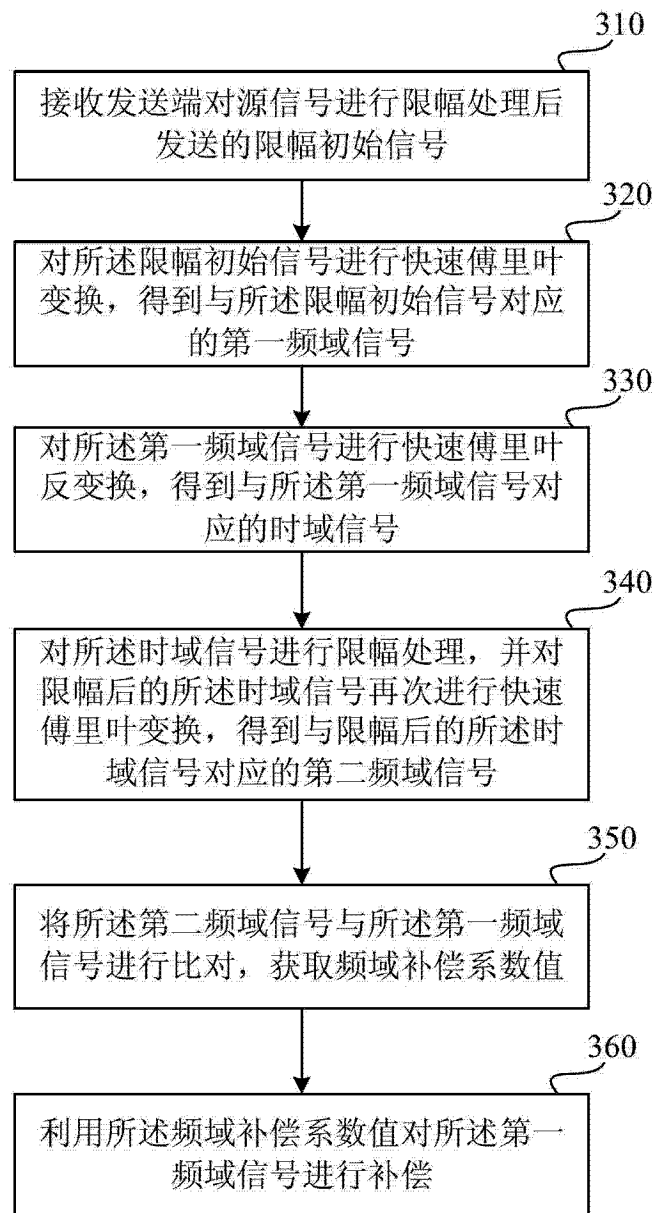 310
接收发送端对源信号进行限幅处理后
发送的限幅初始信号
320
对所述限幅初始信号进行快速傅里叶
变换，得到与所述限幅初始信号对应
的第一频域信号
330
对所述第一频域信号进行快速傅里叶
反变换，得到与所述第一频域信号对
应的时域信号
340
对所述时域信号进行限幅处理，并对
限幅后的所述时域信号再次进行快速
傅里叶变换，得到与限幅后的所述时
域信号对应的第二频域信号
350
将所述第二频域信号与所述第一频域
信号进行比对，获取频域补偿系数值
360
利用所述频域补偿系数值对所述第一
频域信号进行补偿